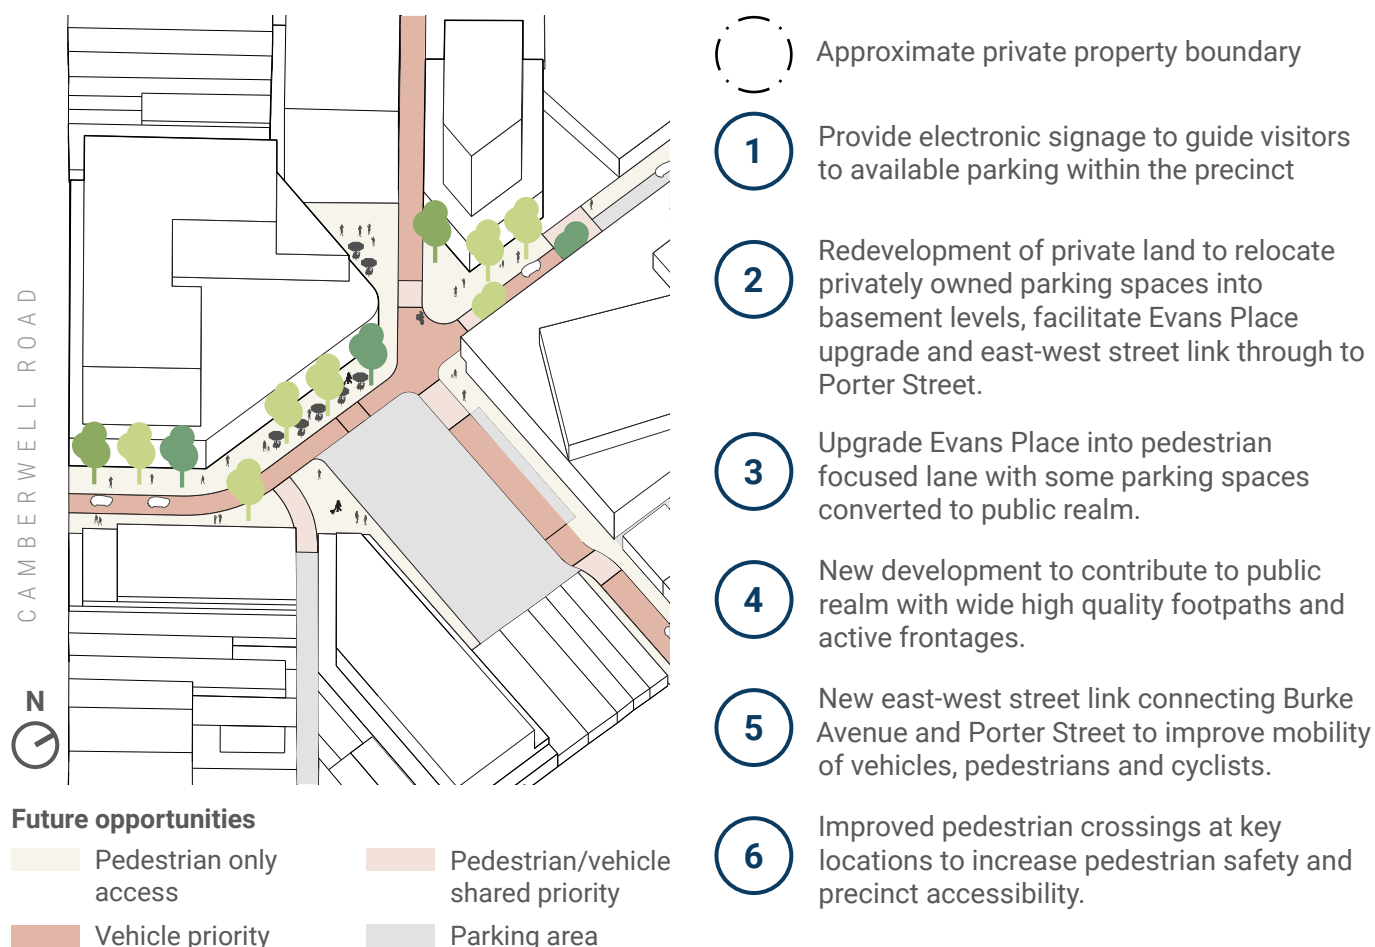 CAMBERWELL ROAD
N
Future opportunities
Pedestrian only
access
Vehicle priority
Pedestrian/vehicle
shared priority
Parking area
Approximate private property boundary
1
Provide electronic signage to guide visitors
to available parking within the precinct
2
Redevelopment of private land to relocate
privately owned parking spaces into
basement levels, facilitate Evans Place
upgrade and east-west street link through to
Porter Street.
3
Upgrade Evans Place into pedestrian
focused lane with some parking spaces
converted to public realm.
4
New development to contribute to public
realm with wide high quality footpaths and
active frontages.
5
New east-west street link connecting Burke
Avenue and Porter Street to improve mobility
of vehicles, pedestrians and cyclists.
6
Improved pedestrian crossings at key
locations to increase pedestrian safety and
precinct accessibility.